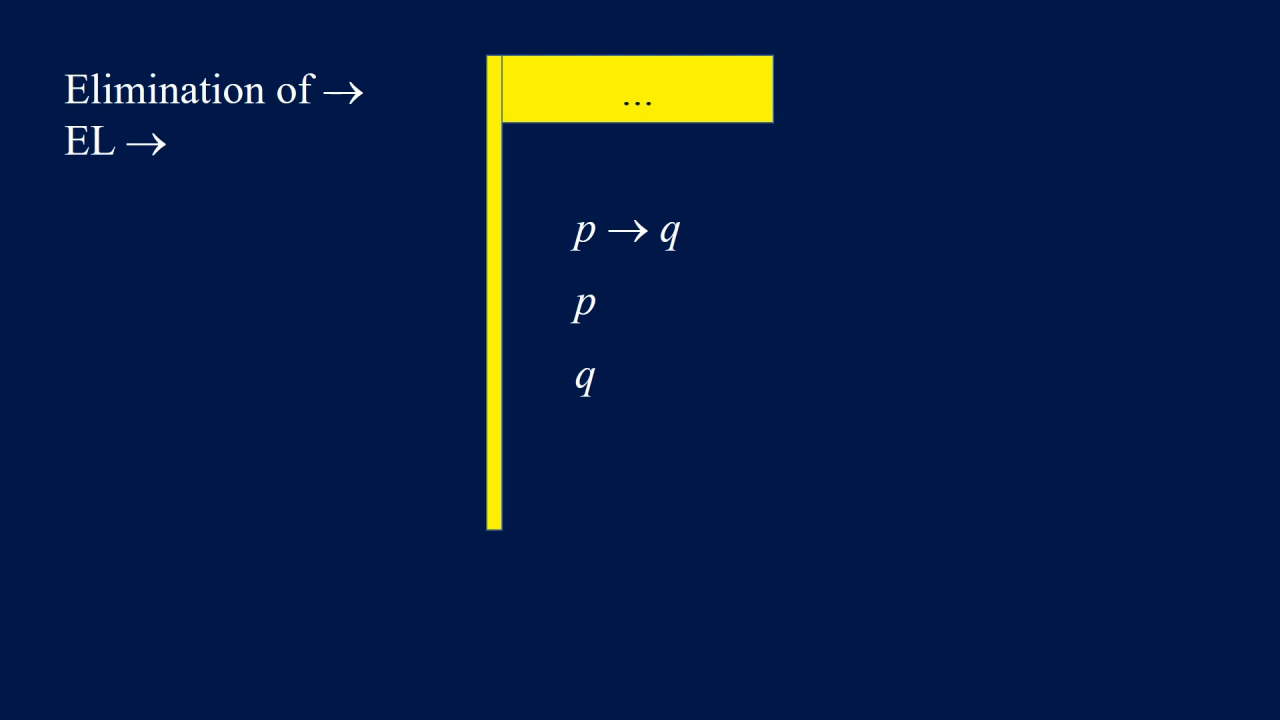 Elimination of →
EL →
...
p → q
p
q